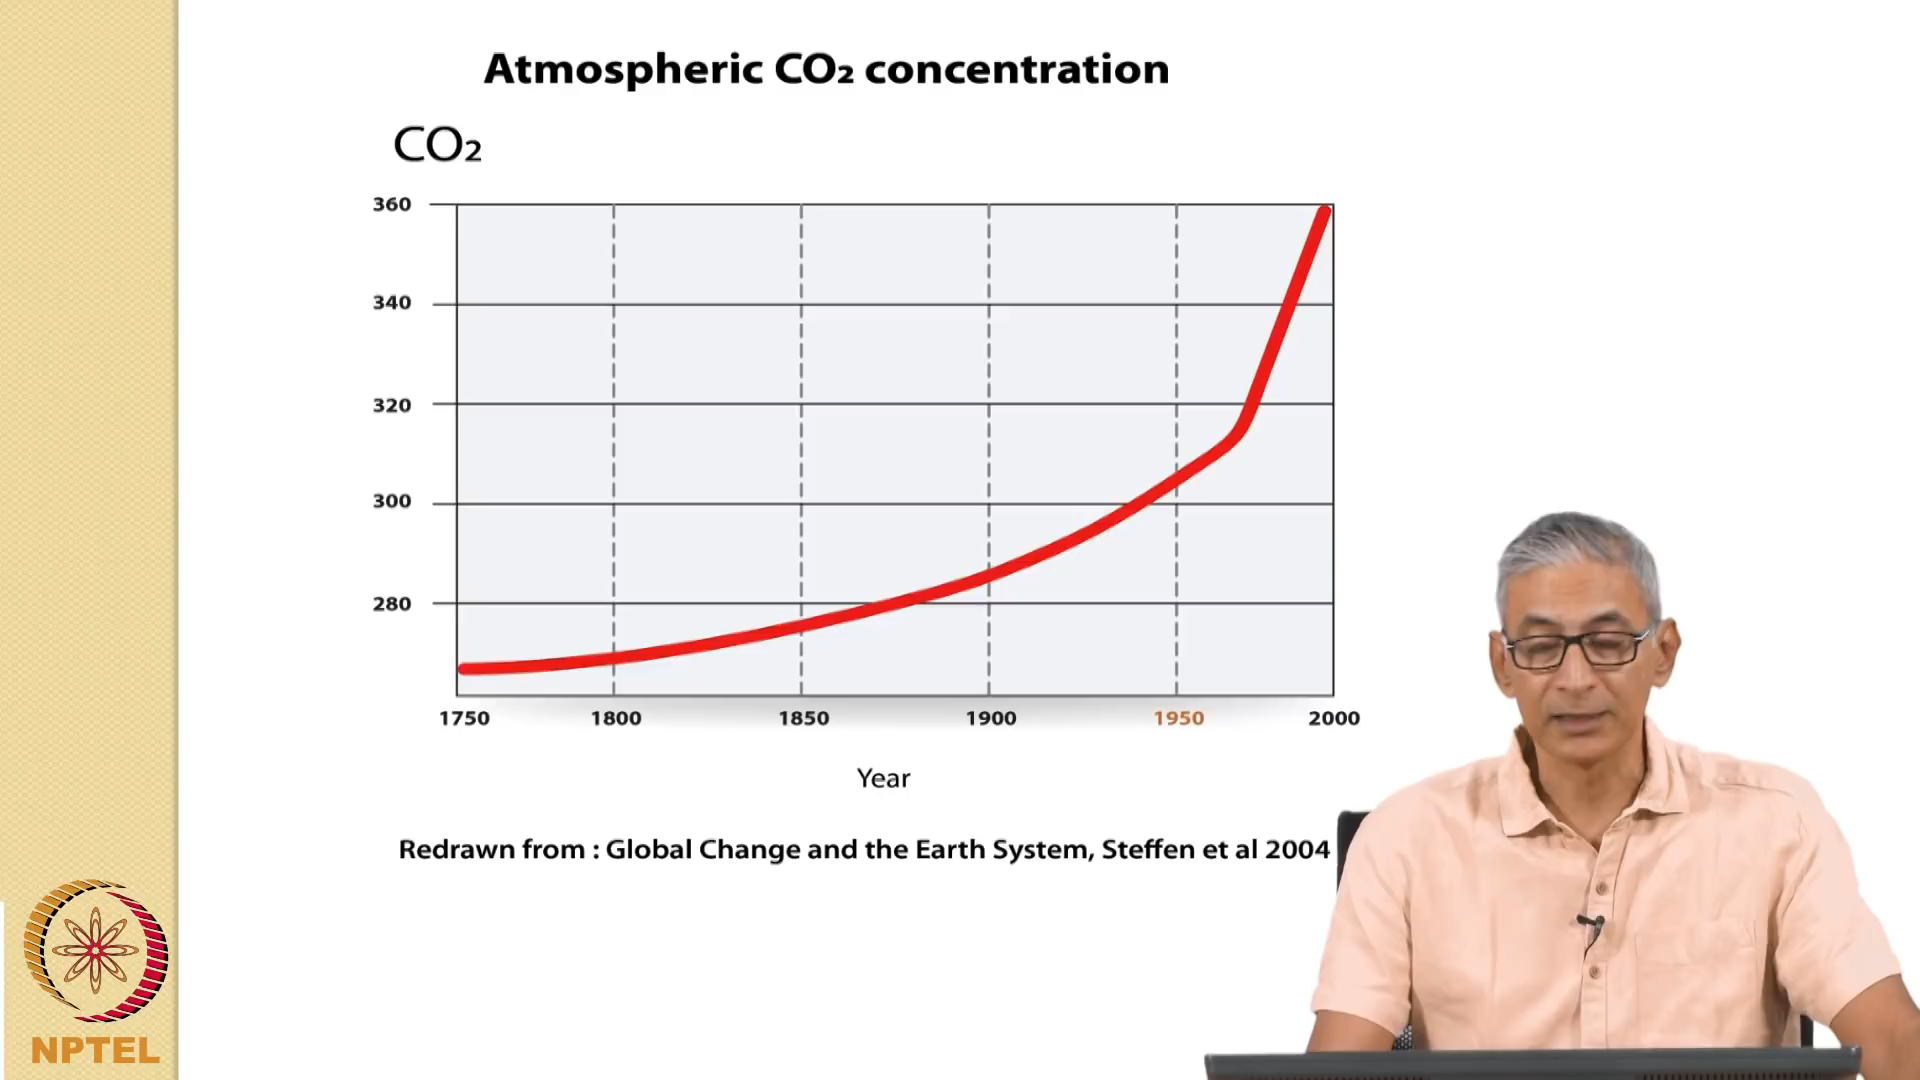 Atmospheric CO₂ concentration
CO₂
360
340
320
300
280
1750 1800 1850 1900 1950 2000
Year
Redrawn from : Global Change and the Earth System, Steffen et al 2004
NPTEL